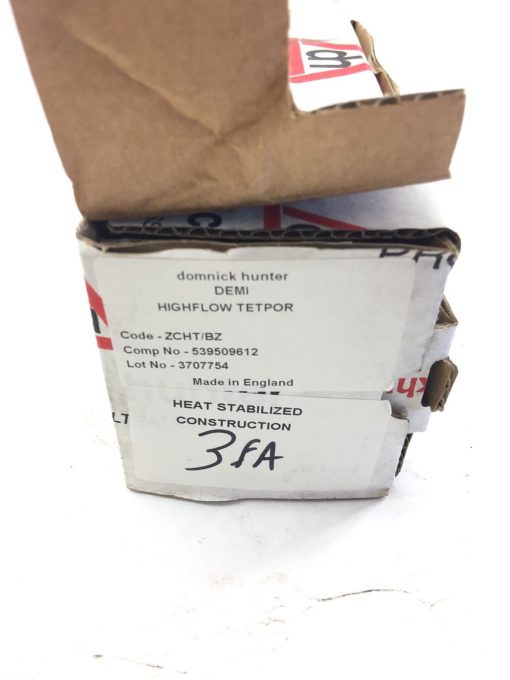 dh
domnick hunter
DEMI
HIGHFLOW TETPOR
Code - ZCHT/BZ
Comp No - 539509612
Lot No - 3707754
Made in England
HEAT STABILIZED
CONSTRUCTION
3fA